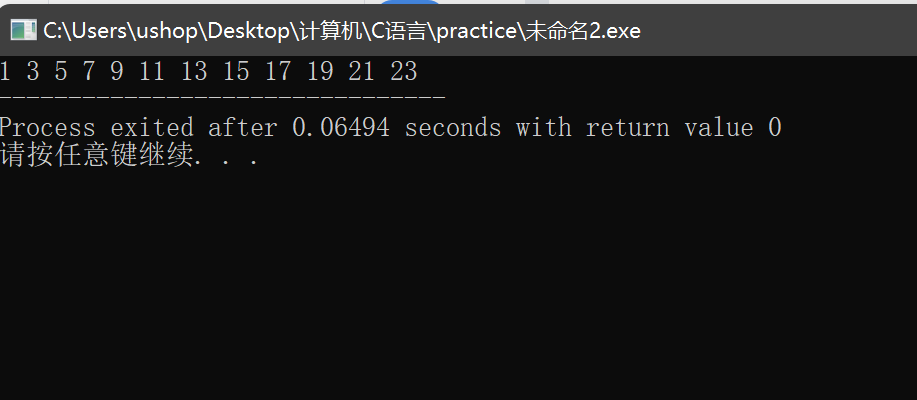 C:\Users\ushop\Desktop\计算机\C语言\practice\未命名2.exe
1 3 5 7 9 11 13 15 17 19 21 23
--------------------------------
Process exited after 0.06494 seconds with return value 0
请按任意键继续. . .